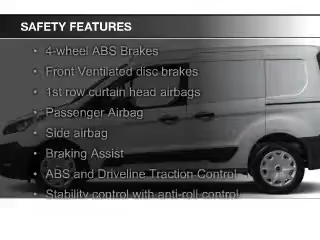 SAFETY FEATURES
• 4-wheel ABS Brakes
• Front Ventilated disc brakes
• 1st row curtain head airbags
• Passenger Airbag
• Side airbag
• Braking Assist
• ABS and Driveline Traction Control
• Stability control with anti-roll control